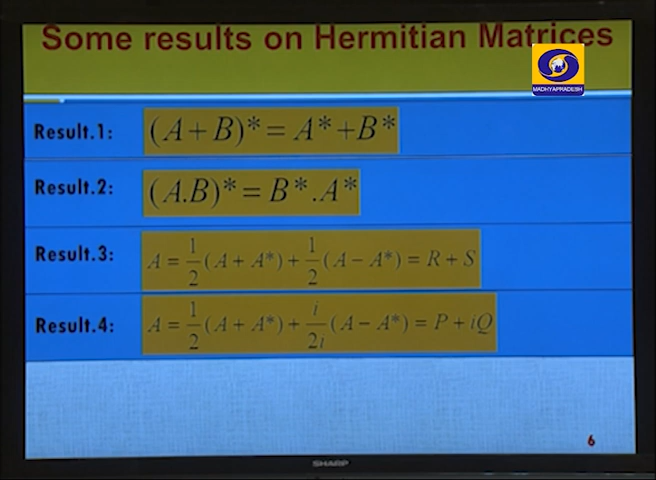 Some results on Hermitian Matrices
MADHYAPRADESH
Result.1: (A+B)* = A* +B*
Result.2: (A.B)* = B* .A*
Result.3: A = 1/2 (A + A*) + 1/2 (A − A*) = R + S
Result.4: A = 1/2 (A + A*) + i/2i (A − A*) = P + iQ
6
SHARP